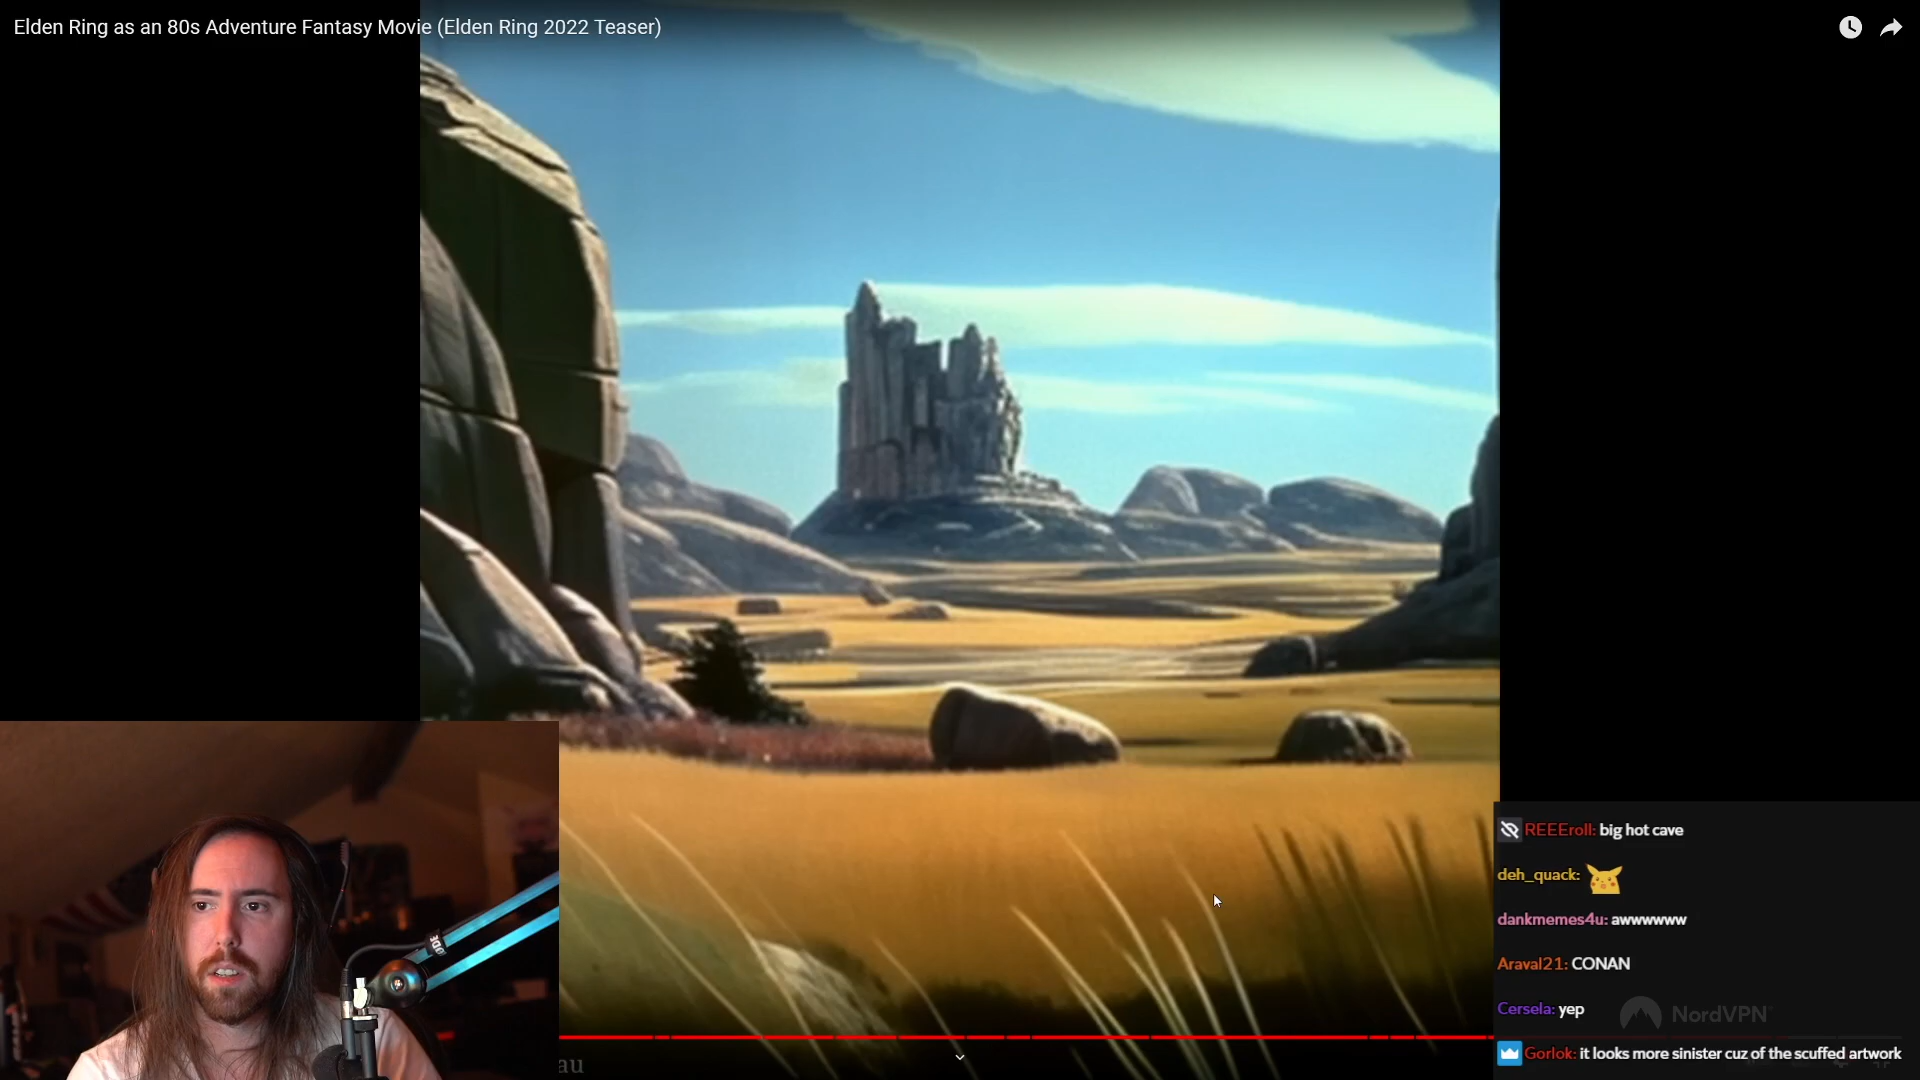 Elden Ring as an 80s Adventure Fantasy Movie (Elden Ring 2022 Teaser)
REEEroll: big hot cave
deh_quack:
dankmemes4u: awwwwww
Araval21: CONAN
Cersela: yep
NordVPN
Gorlok: it looks more sinister cuz of the scuffed artwork
au